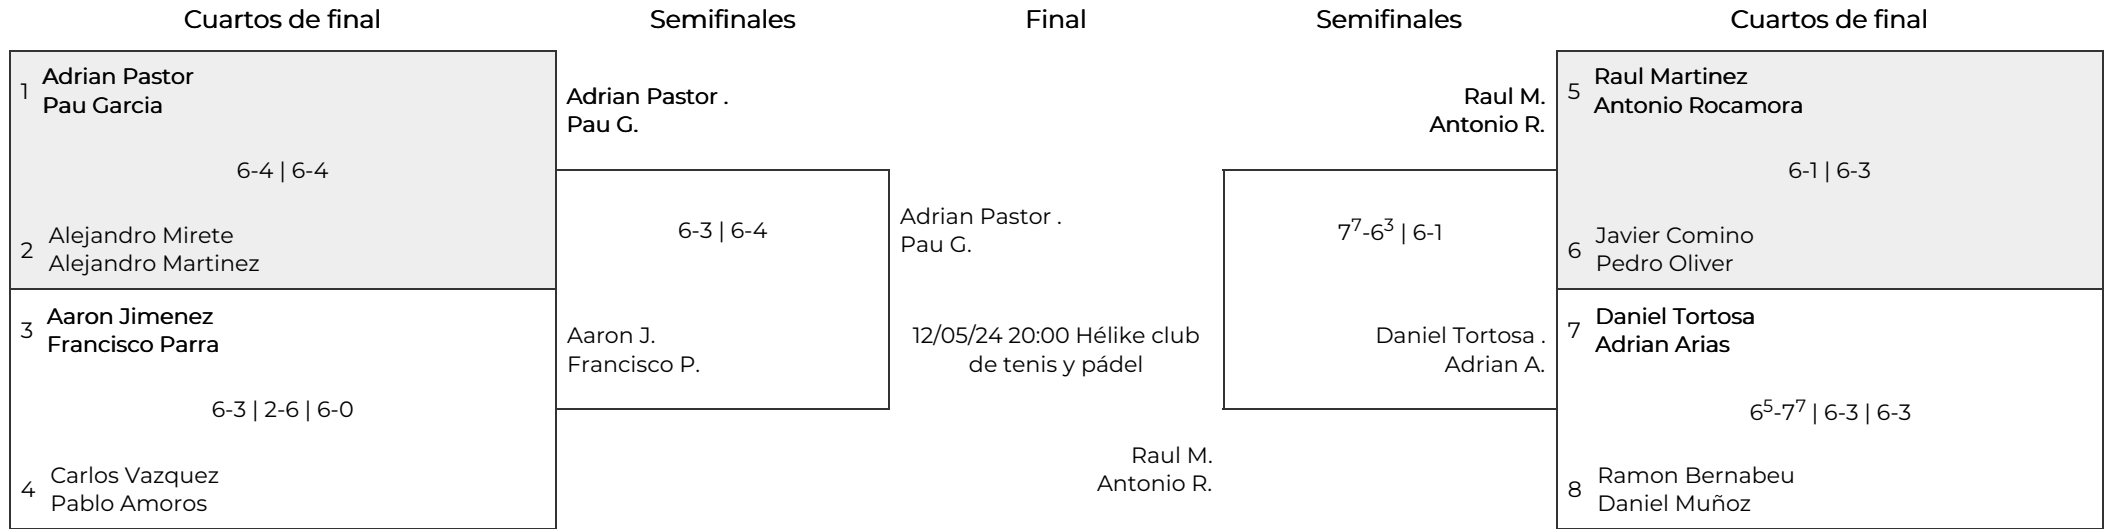 Cuartos de final
Semifinales
Final
Semifinales
Cuartos de final
1
Adrian Pastor
Pau Garcia
6-4 | 6-4
2
Alejandro Mirete
Alejandro Martinez
3
Aaron Jimenez
Francisco Parra
6-3 | 2-6 | 6-0
4
Carlos Vazquez
Pablo Amoros
Adrian Pastor .
Pau G.
6-3 | 6-4
Aaron J.
Francisco P.
Adrian Pastor .
Pau G.
12/05/24 20:00 Hélike club
de tenis y pádel
Raul M.
Antonio R.
Raul M.
Antonio R.
7⁷-6³ | 6-1
Daniel Tortosa .
Adrian A.
5
Raul Martinez
Antonio Rocamora
6-1 | 6-3
6
Javier Comino
Pedro Oliver
7
Daniel Tortosa
Adrian Arias
6⁵-7⁷ | 6-3 | 6-3
8
Ramon Bernabeu
Daniel Muñoz